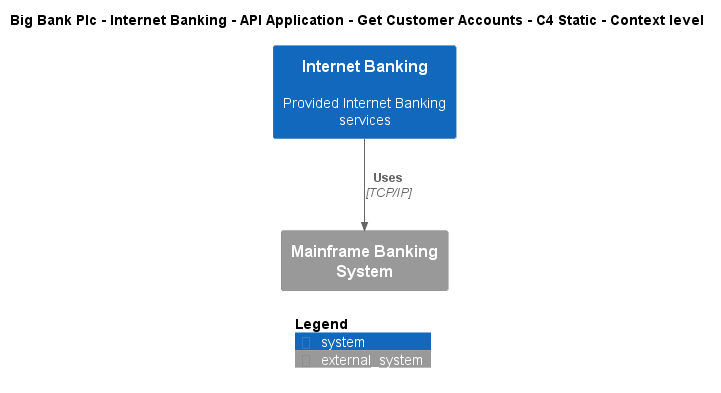 Big Bank Plc - Internet Banking - API Application - Get Customer Accounts - C4 Static - Context level
Internet Banking
Provided Internet Banking
services
Uses
[TCP/IP]
Mainframe Banking
System
Legend
system
external_system